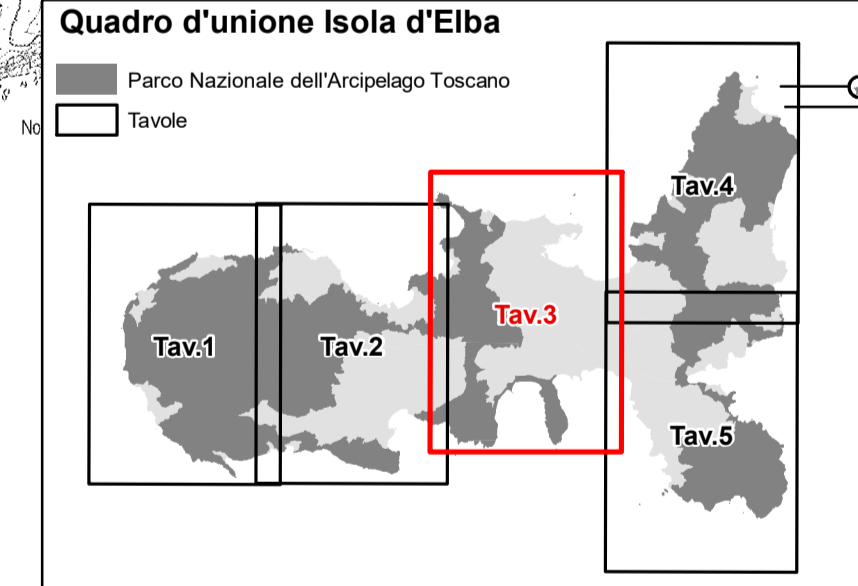 Quadro d'unione Isola d'Elba
Parco Nazionale dell'Arcipelago Toscano
No
Tavole
Tav.4
Tav.3
Tav.1
Tav.2
Tav.5